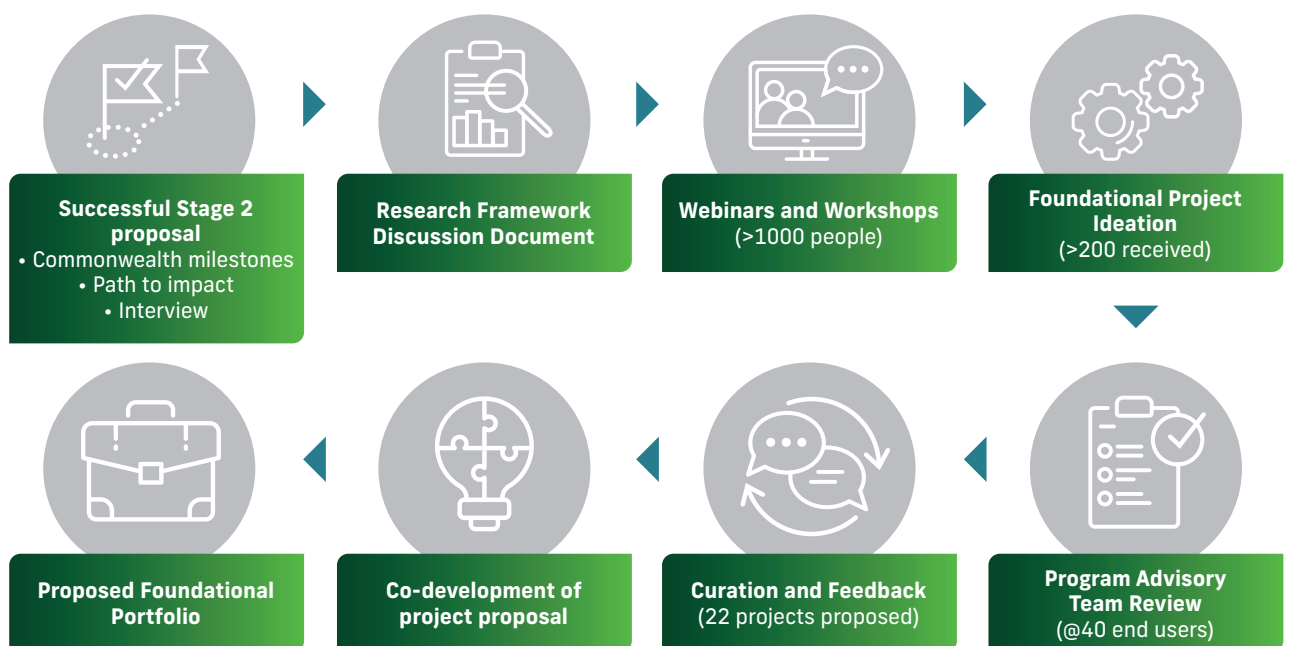 Successful Stage 2
proposal
• Commonwealth milestones
• Path to impact
• Interview
Research Framework
Discussion Document
Webinars and Workshops
(>1000 people)
Foundational Project
Ideation
(>200 received)
Proposed Foundational
Portfolio
Co-development of
project proposal
Curation and Feedback
(22 projects proposed)
Program Advisory
Team Review
(@40 end users)